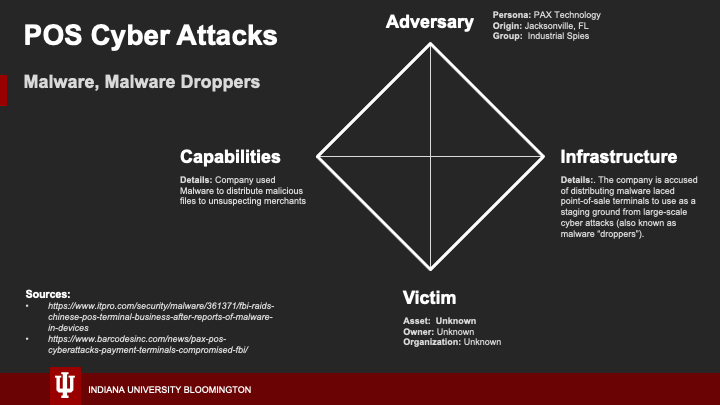 POS Cyber Attacks
Malware, Malware Droppers
Adversary
Persona: PAX Technology
Origin: Jacksonville, FL
Group: Industrial Spies
Capabilities
Details: Company used
Malware to distribute malicious
files to unsuspecting merchants
Infrastructure
Details:. The company is accused
of distributing malware laced
point-of-sale terminals to use as a
staging ground from large-scale
cyber attacks (also known as
malware “droppers”).
Victim
Asset: Unknown
Owner: Unknown
Organization: Unknown
Sources:
• https://www.itpro.com/security/malware/361371/fbi-raids-
chinese-pos-terminal-business-after-reports-of-malware-
in-devices
• https://www.barcodesinc.com/news/pax-pos-
cyberattacks-payment-terminals-compromised-fbi/
INDIANA UNIVERSITY BLOOMINGTON